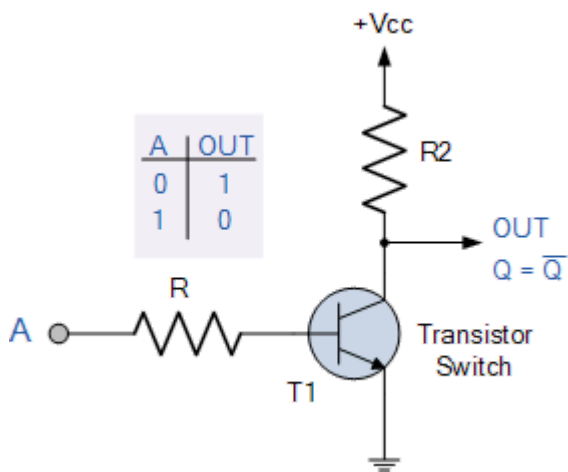 +Vcc
R2
A OUT
0 1
1 0
OUT
Q = Q̅
R
A
T1
Transistor
Switch